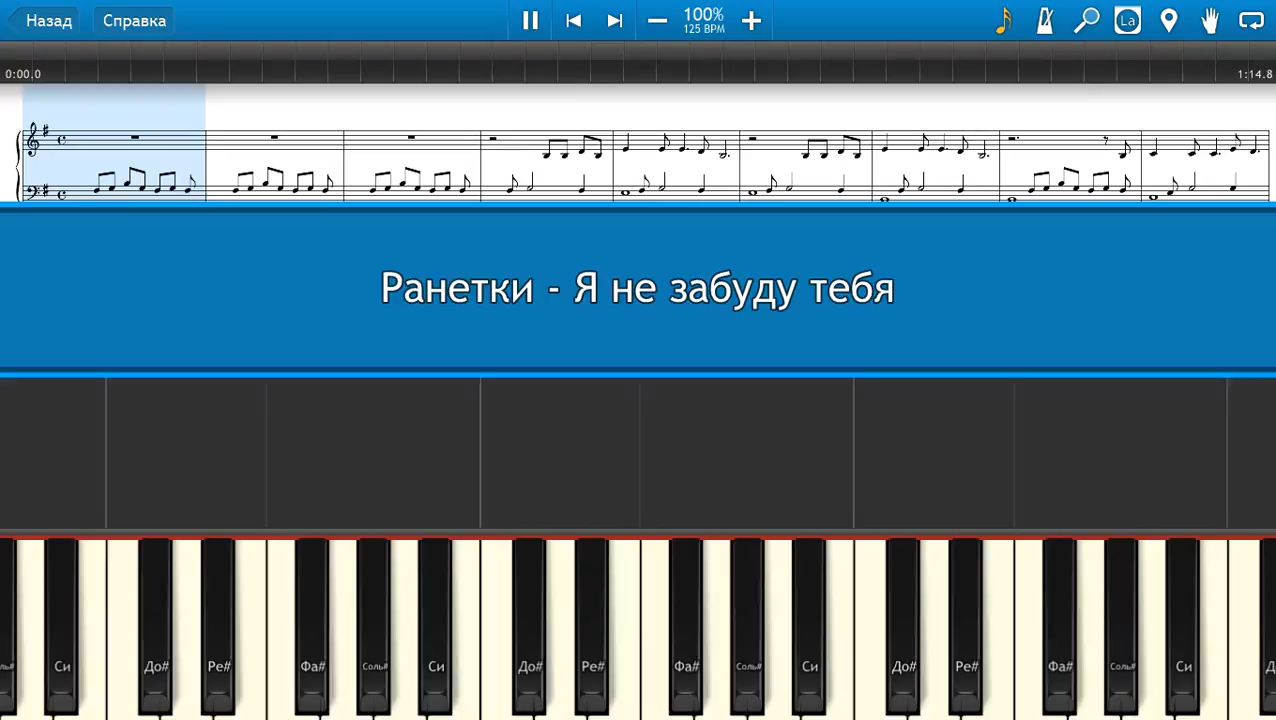 Назад Справка 100% La
125 BPM
0:00,0 1:14.8
Ранетки - Я не забуду тебя
Си До# Ре# Фа# Соль# Си До# Ре# Фа# Соль# Си До# Ре# Фа# Соль# Си